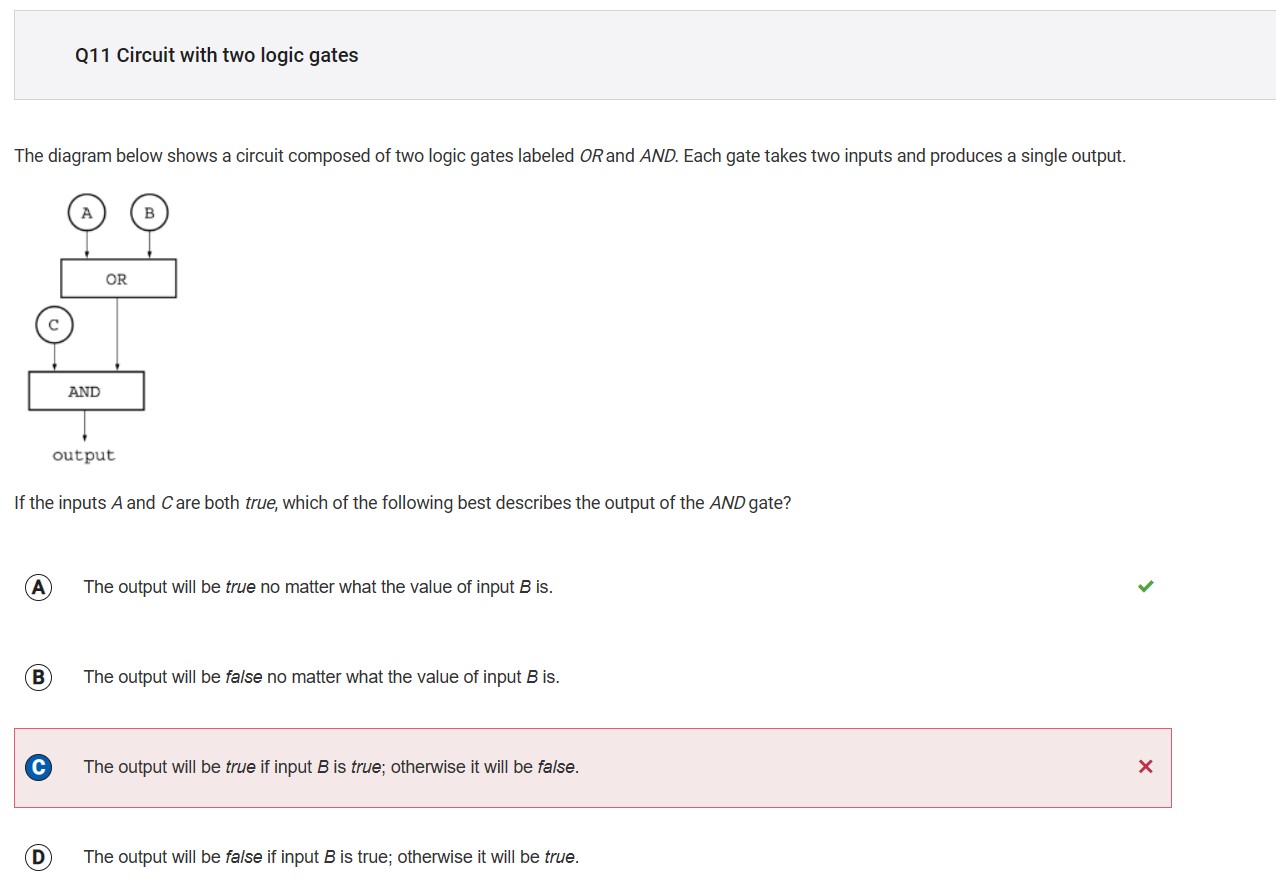 Q11 Circuit with two logic gates
The diagram below shows a circuit composed of two logic gates labeled OR and AND. Each gate takes two inputs and produces a single output.
A B
OR
C
AND
output
If the inputs A and C are both true, which of the following best describes the output of the AND gate?
A The output will be true no matter what the value of input B is.
B The output will be false no matter what the value of input B is.
C The output will be true if input B is true; otherwise it will be false.
D The output will be false if input B is true; otherwise it will be true.